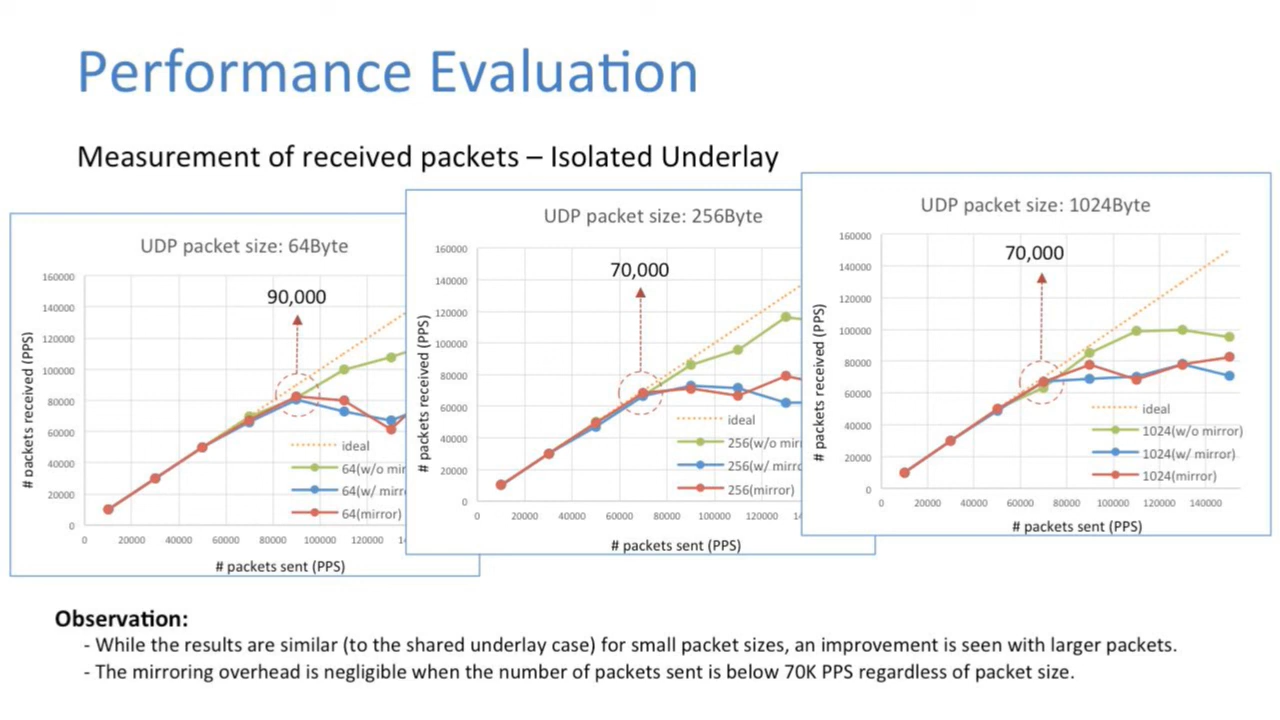 Performance Evaluation
Measurement of received packets – Isolated Underlay
UDP packet size: 64Byte
90,000
# packets received (PPS)
160000
140000
120000
100000
80000
60000
40000
20000
0
0 20000 40000 60000 80000 100000 120000
ideal
64(w/o mir
64(w/ mirr
64(mirror)
# packets sent (PPS)
UDP packet size: 256Byte
70,000
# packets received (PPS)
160000
140000
120000
100000
80000
60000
40000
20000
0
0 20000 40000 60000 80000 100000 120000
ideal
256(w/o mirr
256(w/ mirro
256(mirror)
# packets sent (PPS)
UDP packet size: 1024Byte
70,000
# packets received (PPS)
160000
140000
120000
100000
80000
60000
40000
20000
0
0 20000 40000 60000 80000 100000 120000 140000
ideal
1024(w/o mirror)
1024(w/ mirror)
1024(mirror)
# packets sent (PPS)
Observation:
- While the results are similar (to the shared underlay case) for small packet sizes, an improvement is seen with larger packets.
- The mirroring overhead is negligible when the number of packets sent is below 70K PPS regardless of packet size.